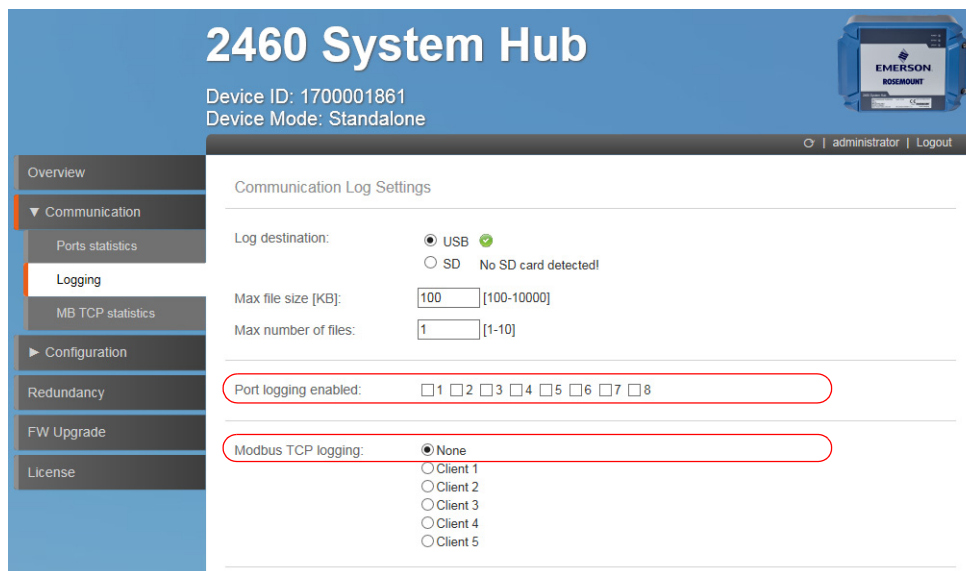 2460 System Hub
Device ID: 1700001861
Device Mode: Standalone
EMERSON
ROSEMOUNT
administrator | Logout
Overview
▼ Communication
Ports statistics
Logging
MB TCP statistics
► Configuration
Redundancy
FW Upgrade
License
Communication Log Settings
Log destination:
USB
SD No SD card detected!
Max file size [KB]: 100 [100-10000]
Max number of files: 1 [1-10]
Port logging enabled: 1 2 3 4 5 6 7 8
Modbus TCP logging: None
Client 1
Client 2
Client 3
Client 4
Client 5